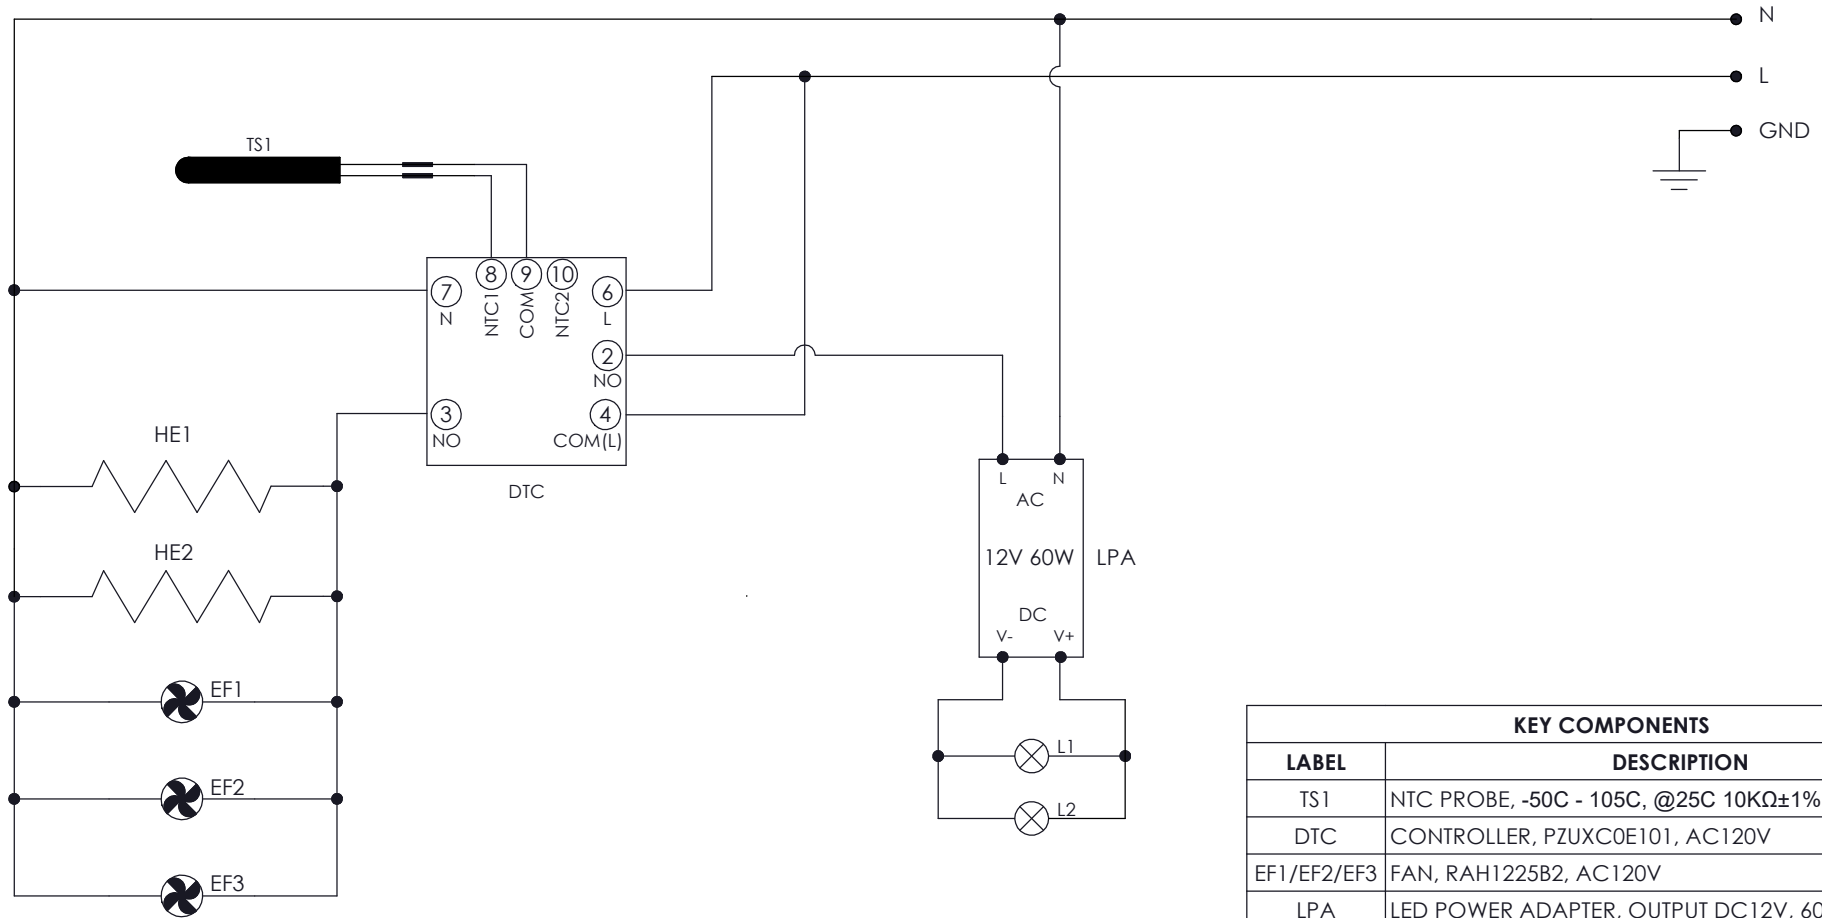 N
L
GND
TS1
8 9 10
7 6
NTC1 COM NTC2
N L
2
NO
3 4
NO COM(L)
DTC
HE1
HE2
L N
AC
12V 60W LPA
DC
V- V+
EF1
L1
EF2
L2
EF3
KEY COMPONENTS
LABEL DESCRIPTION
TS1 NTC PROBE, -50C - 105C, @25C 10KΩ±1%
DTC CONTROLLER, PZUXC0E101, AC120V
EF1/EF2/EF3 FAN, RAH1225B2, AC120V
LPA LED POWER ADAPTER, OUTPUT DC12V, 60